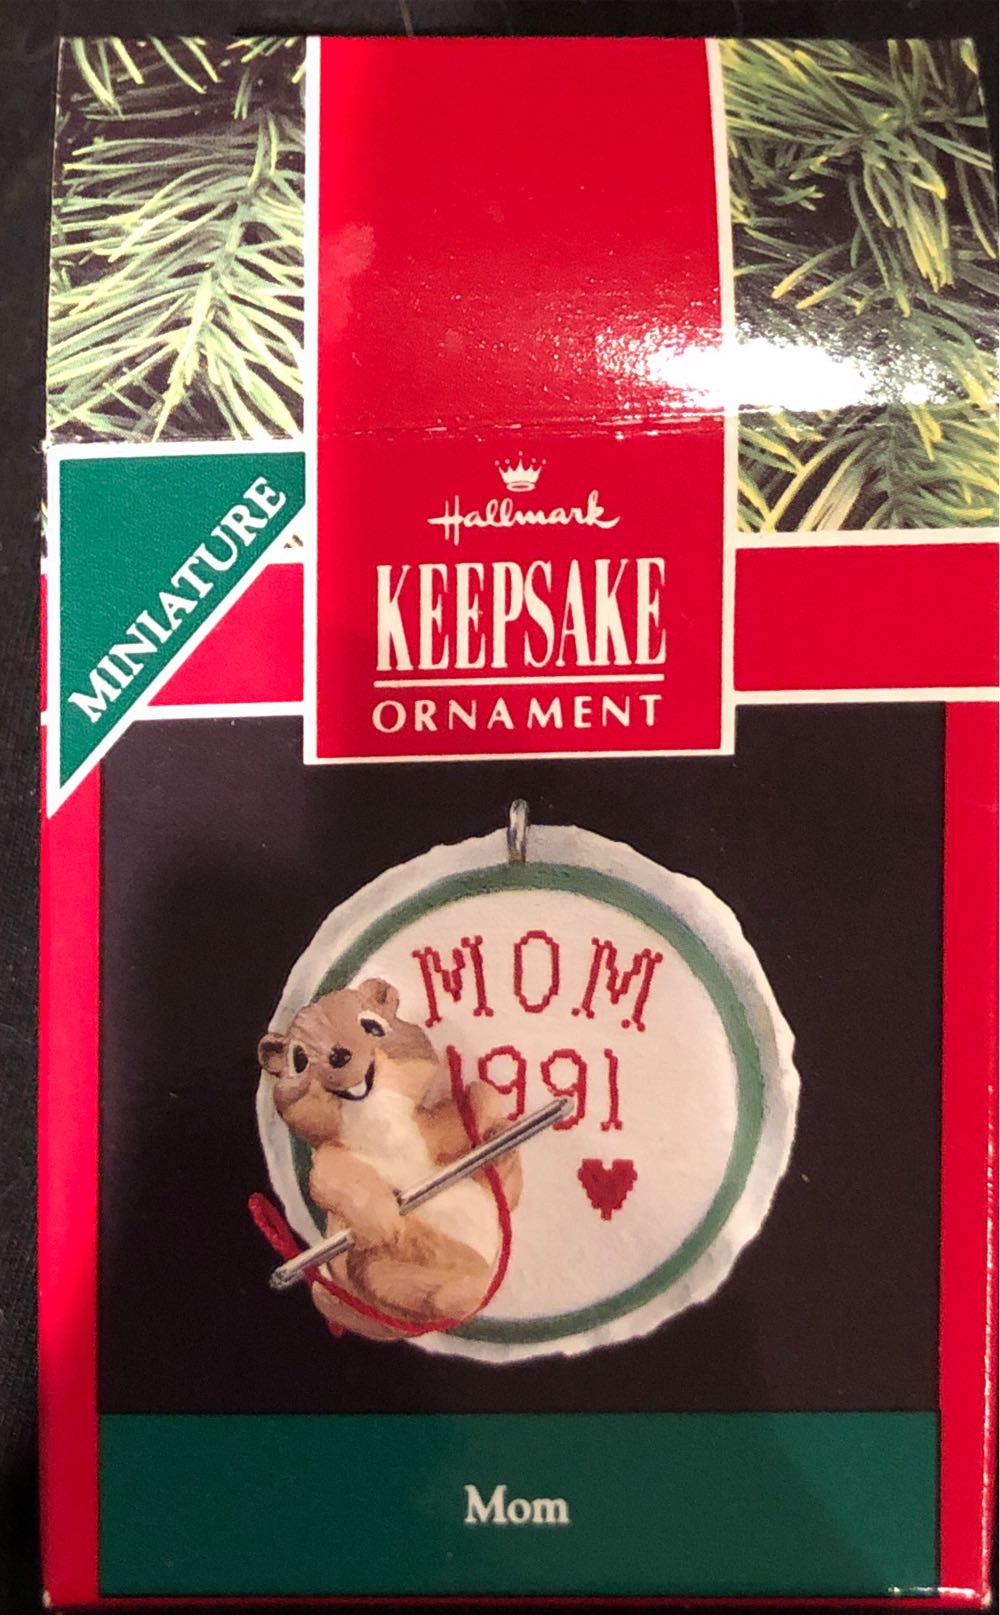 Hallmark
KEEPSAKE
ORNAMENT
MINIATURE
MOM
1991
Mom